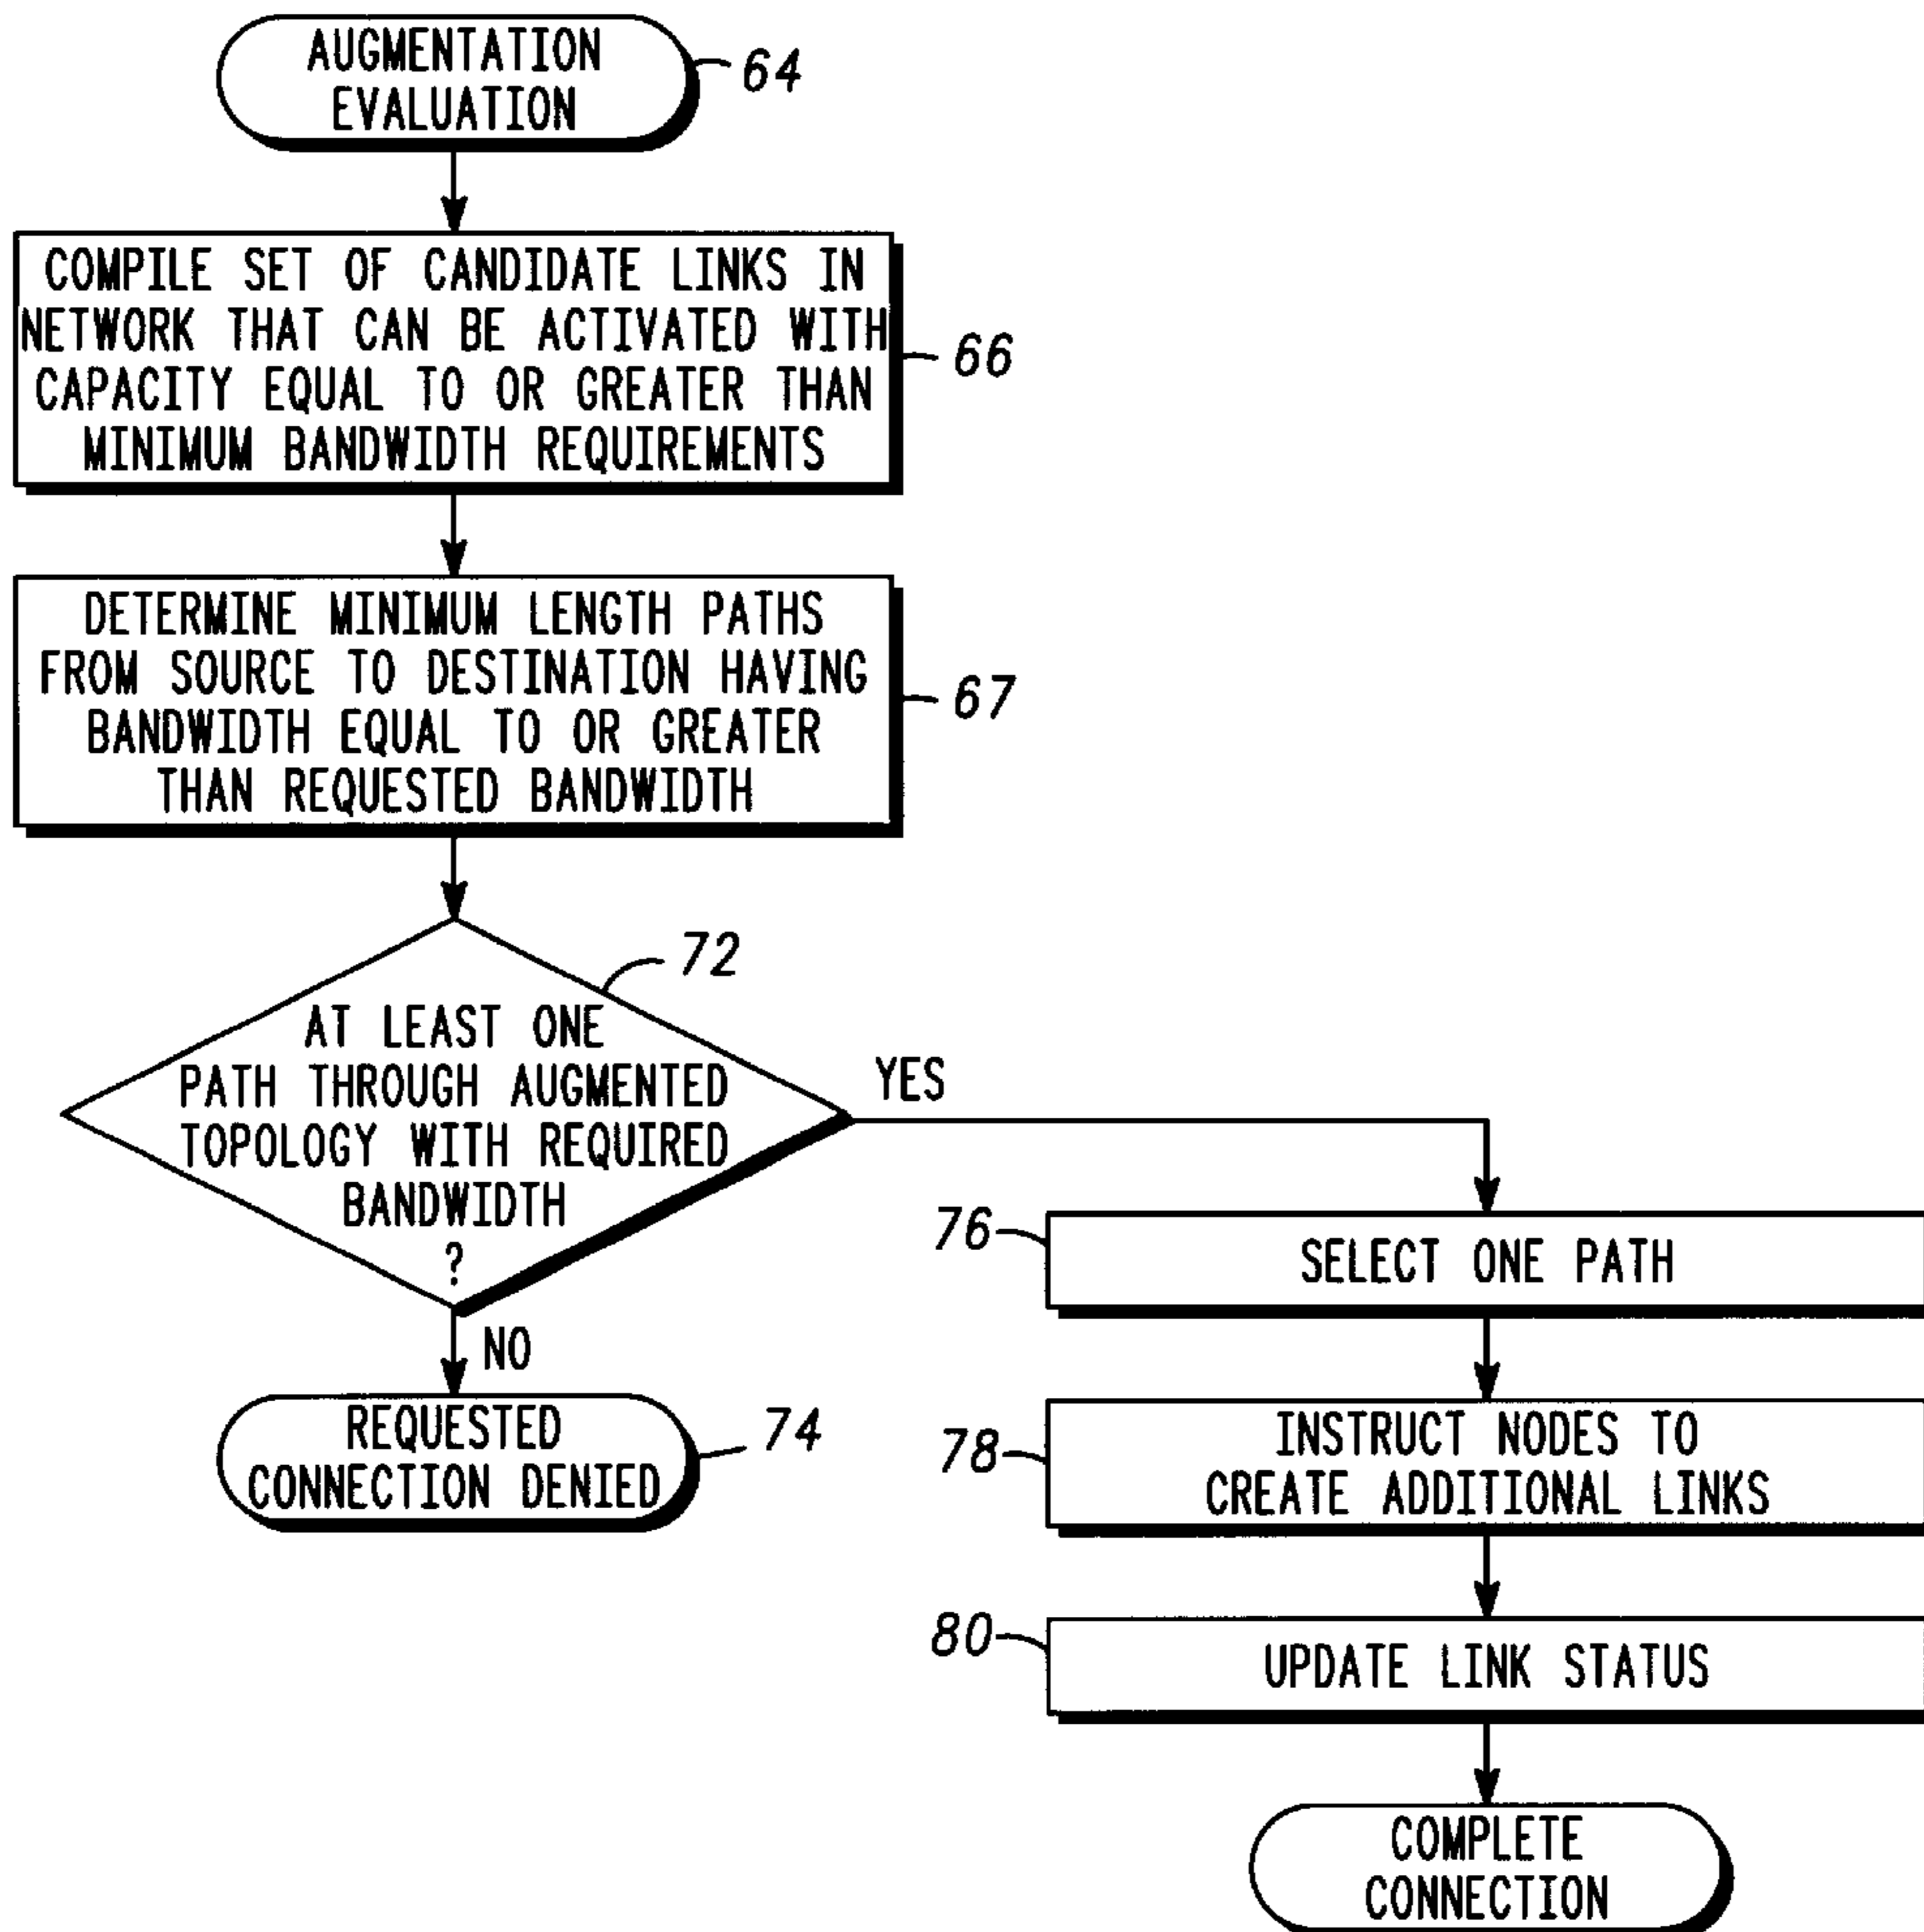 AUGMENTATION
EVALUATION
64
COMPILE SET OF CANDIDATE LINKS IN
NETWORK THAT CAN BE ACTIVATED WITH
CAPACITY EQUAL TO OR GREATER THAN
MINIMUM BANDWIDTH REQUIREMENTS
66
DETERMINE MINIMUM LENGTH PATHS
FROM SOURCE TO DESTINATION HAVING
BANDWIDTH EQUAL TO OR GREATER
THAN REQUESTED BANDWIDTH
67
72
AT LEAST ONE
PATH THROUGH AUGMENTED
TOPOLOGY WITH REQUIRED
BANDWIDTH
?
YES
NO
REQUESTED
CONNECTION DENIED
74
76
SELECT ONE PATH
78
INSTRUCT NODES TO
CREATE ADDITIONAL LINKS
80
UPDATE LINK STATUS
COMPLETE
CONNECTION